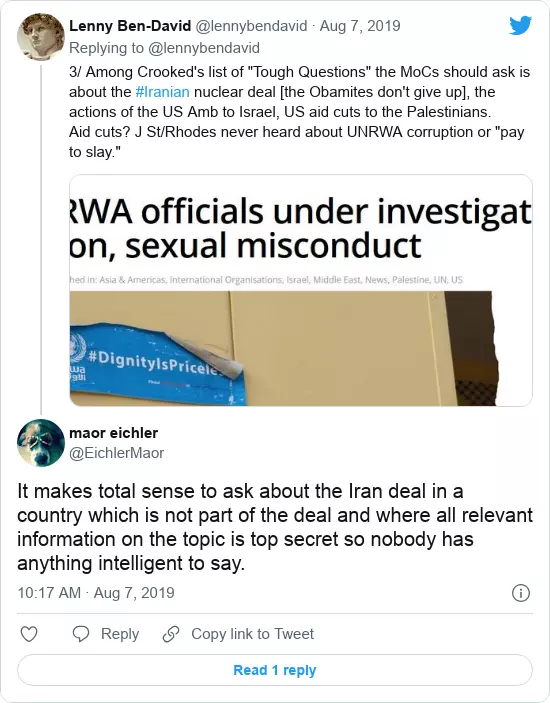 Lenny Ben-David @lennybendavid · Aug 7, 2019
Replying to @lennybendavid
3/ Among Crooked's list of "Tough Questions" the MoCs should ask is
about the #Iranian nuclear deal [the Obamites don't give up], the
actions of the US Amb to Israel, US aid cuts to the Palestinians.
Aid cuts? J St/Rhodes never heard about UNRWA corruption or "pay
to slay."
RWA officials under investigat
on, sexual misconduct
hed in: Asia & Americas, International Organisations, Israel, Middle East, News, Palestine, UN, US
#DignityIsPricele
maor eichler
@EichlerMaor
It makes total sense to ask about the Iran deal in a
country which is not part of the deal and where all relevant
information on the topic is top secret so nobody has
anything intelligent to say.
10:17 AM · Aug 7, 2019
Reply
Copy link to Tweet
Read 1 reply